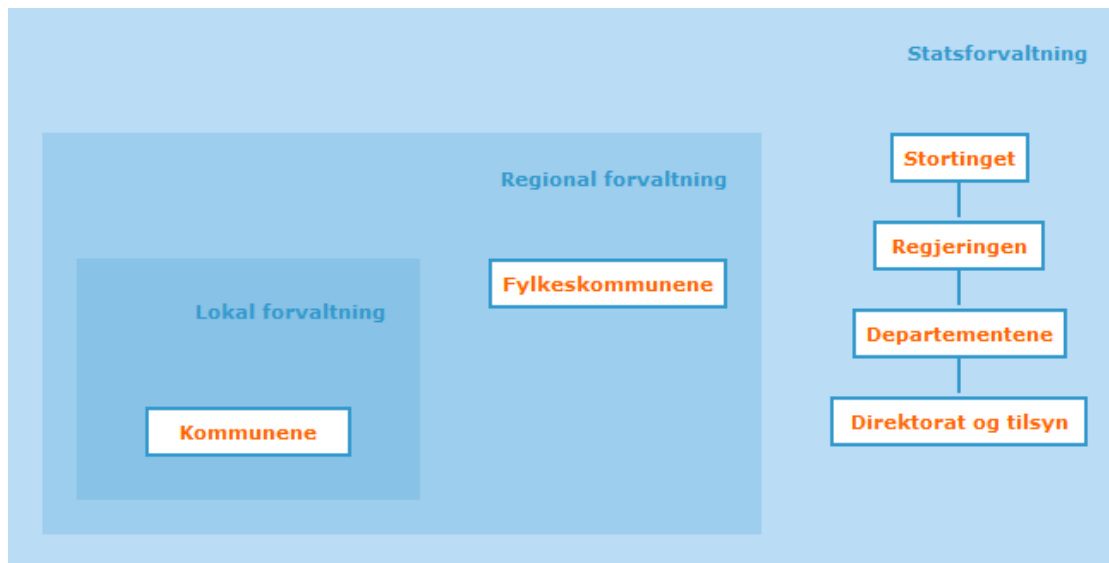 Statsforvaltning
Stortinget
Regional forvaltning
Regjeringen
Fylkeskommunene
Lokal forvaltning
Departementene
Direktorat og tilsyn
Kommunene